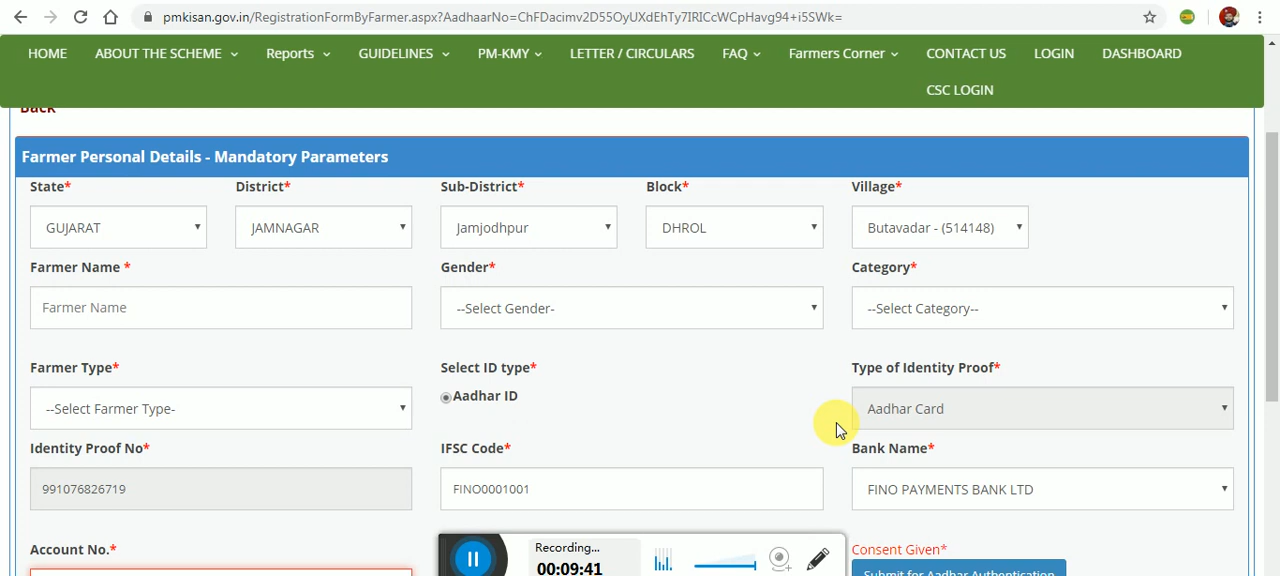 pmkisan.gov.in/RegistrationFormByFarmer.aspx?AadhaarNo=ChFDacimv2D55OyUXdEhTy7IRICcWCpHavg94+i5SWk=
HOME ABOUT THE SCHEME Reports GUIDELINES PM-KMY LETTER / CIRCULARS FAQ Farmers Corner CONTACT US LOGIN DASHBOARD
CSC LOGIN
Back
Farmer Personal Details - Mandatory Parameters
State* District* Sub-District* Block* Village*
GUJARAT JAMNAGAR Jamjodhpur DHROL Butavadar - (514148)
Farmer Name * Gender* Category*
Farmer Name --Select Gender- --Select Category--
Farmer Type* Select ID type* Type of Identity Proof*
--Select Farmer Type- Aadhar ID Aadhar Card
Identity Proof No* IFSC Code* Bank Name*
991076826719 FINO0001001 FINO PAYMENTS BANK LTD
Account No.* Recording... Consent Given*
00:09:41 Submit for Aadhar Authentication